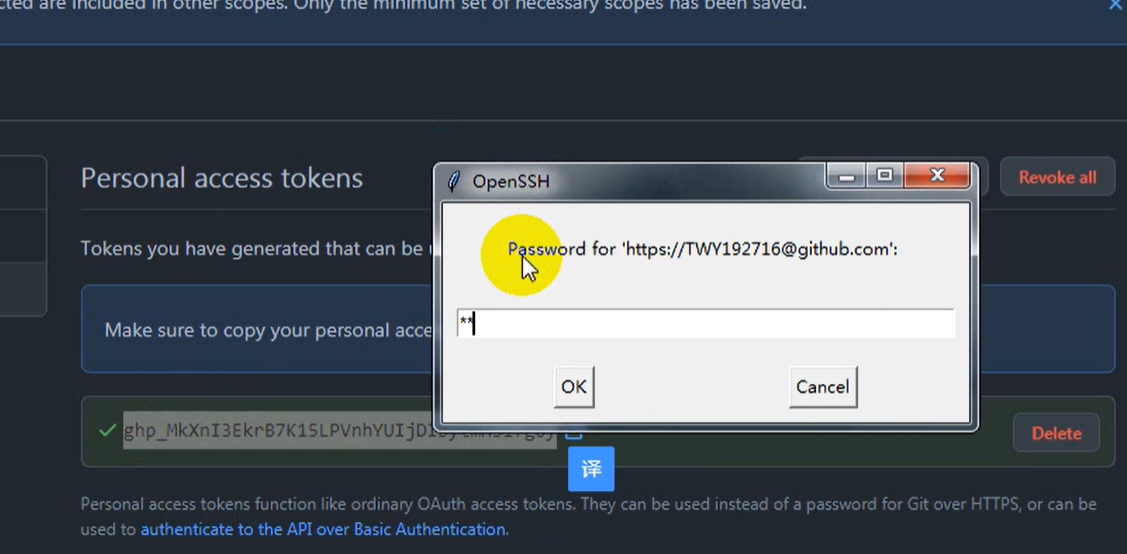 cted are included in other scopes. Only the minimum set of necessary scopes has been saved.
Personal access tokens
Revoke all
OpenSSH
Tokens you have generated that can be
Password for 'https://TWY192716@github.com':
Make sure to copy your personal acce
**
OK
Cancel
ghp_MkXnI3EkrB7K15LPVnhYUIjD
Delete
译
Personal access tokens function like ordinary OAuth access tokens. They can be used instead of a password for Git over HTTPS, or can be
used to authenticate to the API over Basic Authentication.